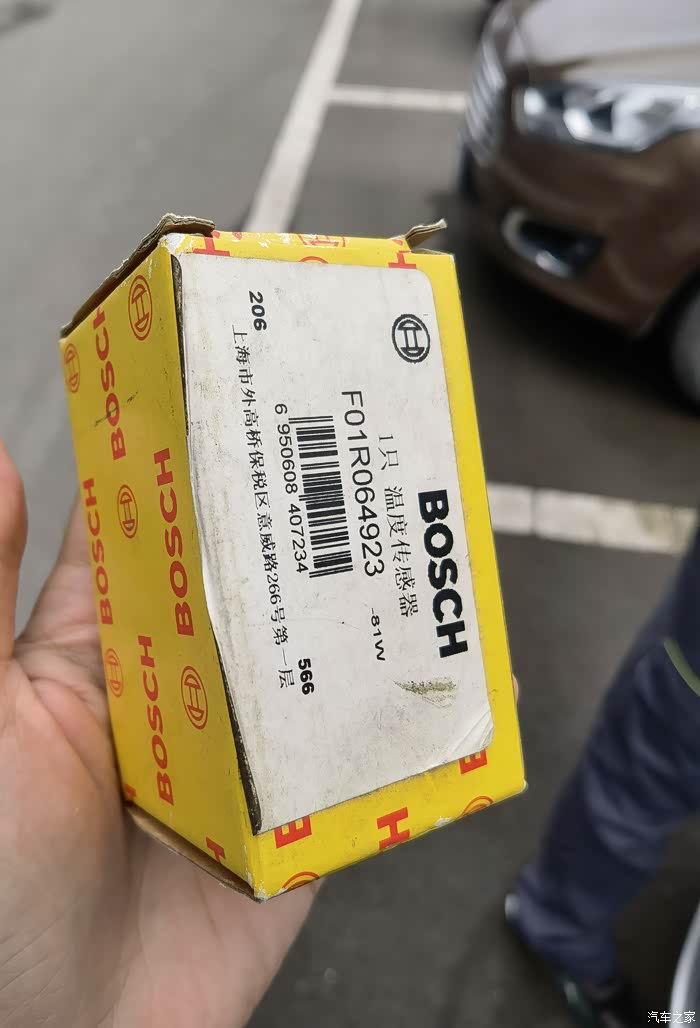 BOSCH
1只 温度传感器
F01R064923
-81W
6 950608 407234
206
566
上海市外高桥保税区意威路266号第一层
BOSCH
BOSCH
BOSCH
BOSCH
汽车之家